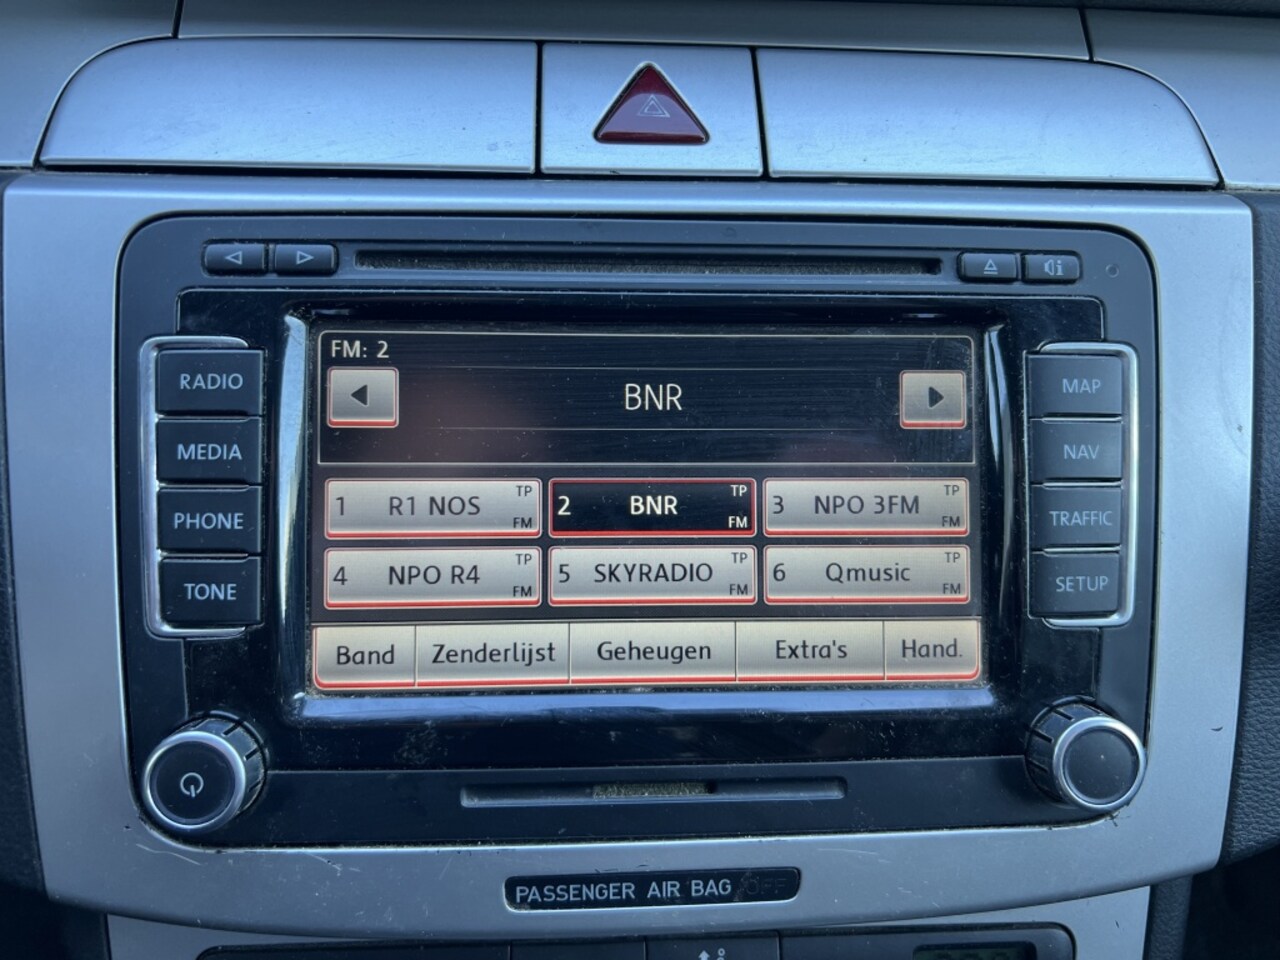 RADIO
MEDIA
PHONE
TONE
MAP
NAV
TRAFFIC
SETUP
FM: 2
BNR
1 R1 NOS TP FM
2 BNR TP FM
3 NPO 3FM TP FM
4 NPO R4 TP FM
5 SKYRADIO TP FM
6 Qmusic TP FM
Band Zenderlijst Geheugen Extra's Hand.
PASSENGER AIR BAG OFF